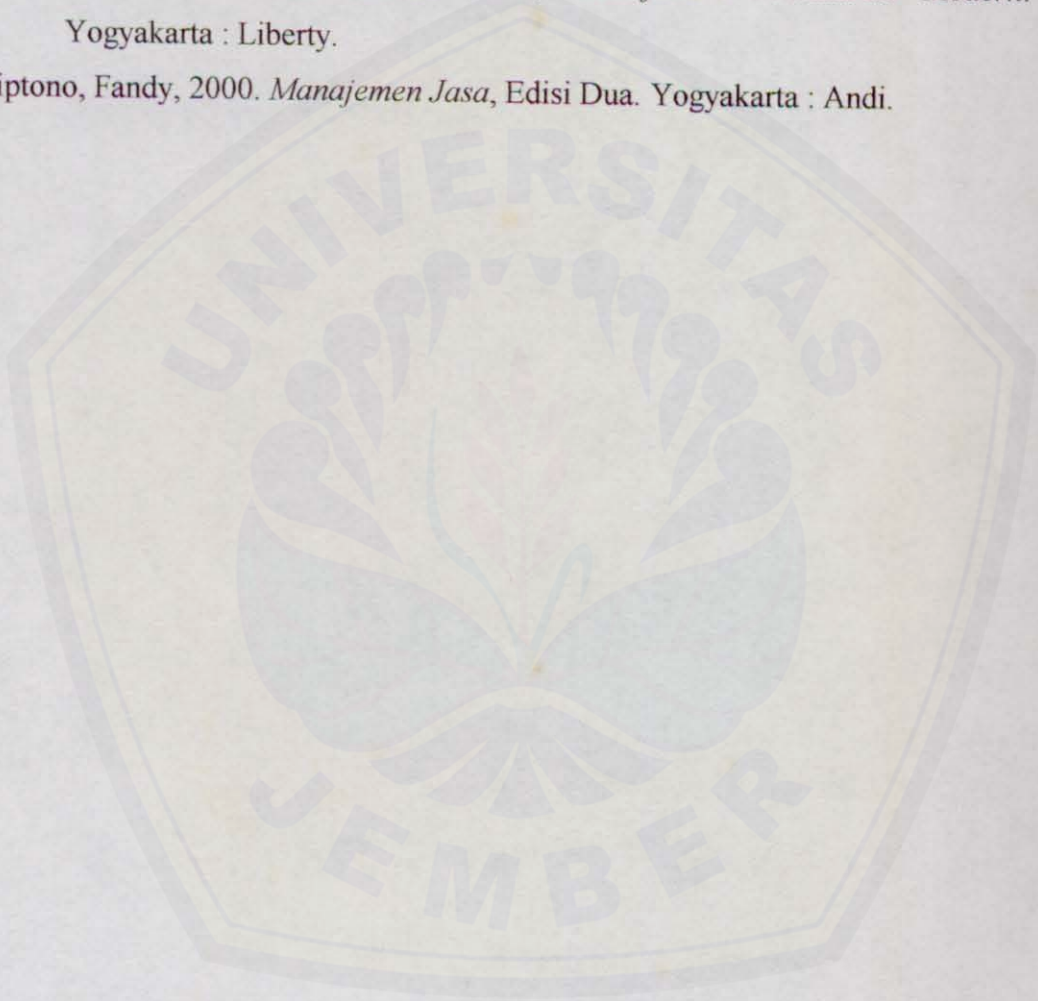 Yogyakarta : Liberty.
iptono, Fandy, 2000. Manajemen Jasa, Edisi Dua. Yogyakarta : Andi.
UNIVERSITAS
JEMBER